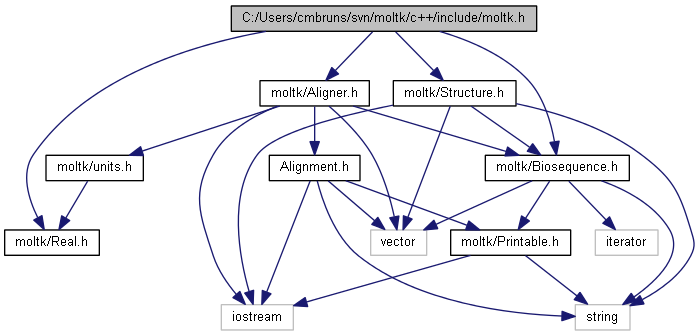 C:/Users/cmbruns/svn/moltk/c++/include/moltk.h
moltk/Aligner.h
moltk/Structure.h
moltk/units.h
Alignment.h
moltk/Biosequence.h
moltk/Real.h
vector
moltk/Printable.h
iterator
iostream
string